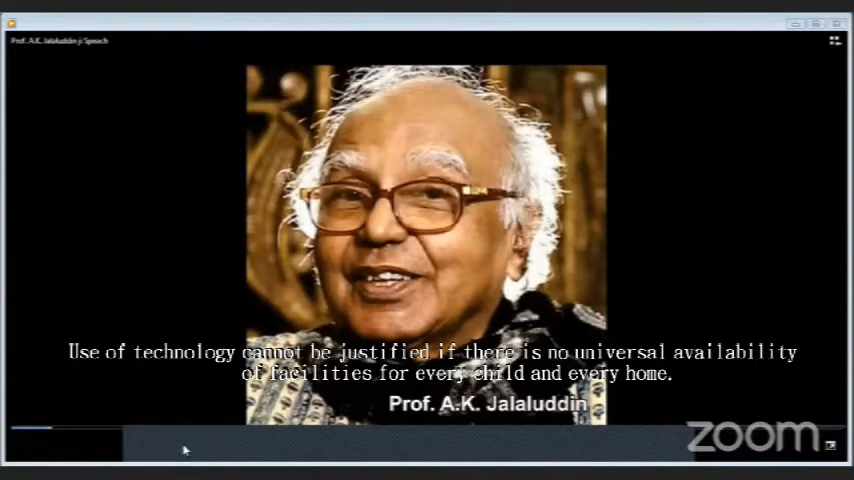 Prof. A.K. Jalaluddin ji Speach
Use of technology cannot be justified if there is no universal availability
of facilities for every child and every home.
Prof. A.K. Jalaluddin
zoom